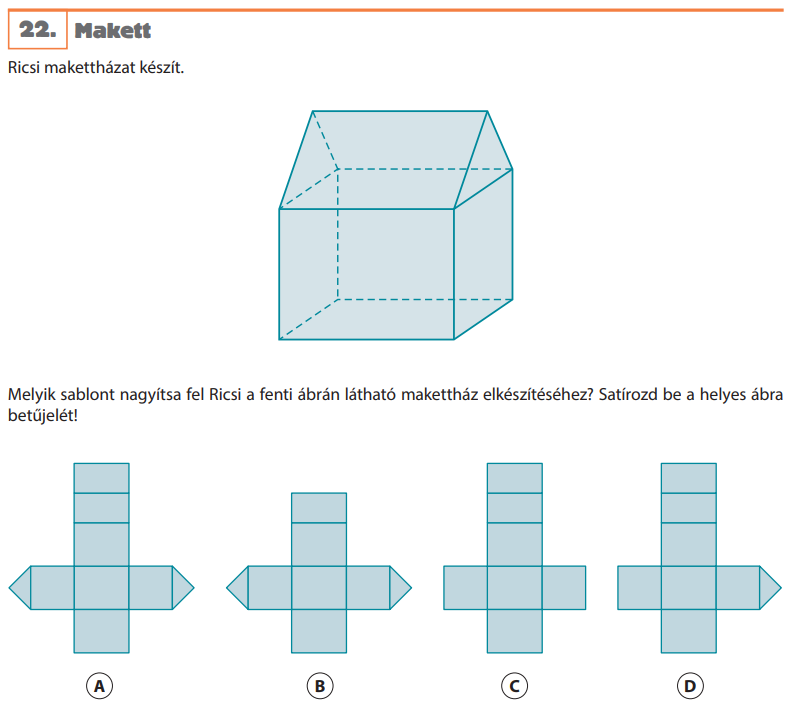 22. Makett
Ricsi makettházat készít.
Melyik sablont nagyítsa fel Ricsi a fenti ábrán látható makettház elkészítéséhez? Satírozd be a helyes ábra
betűjelét!
A B C D